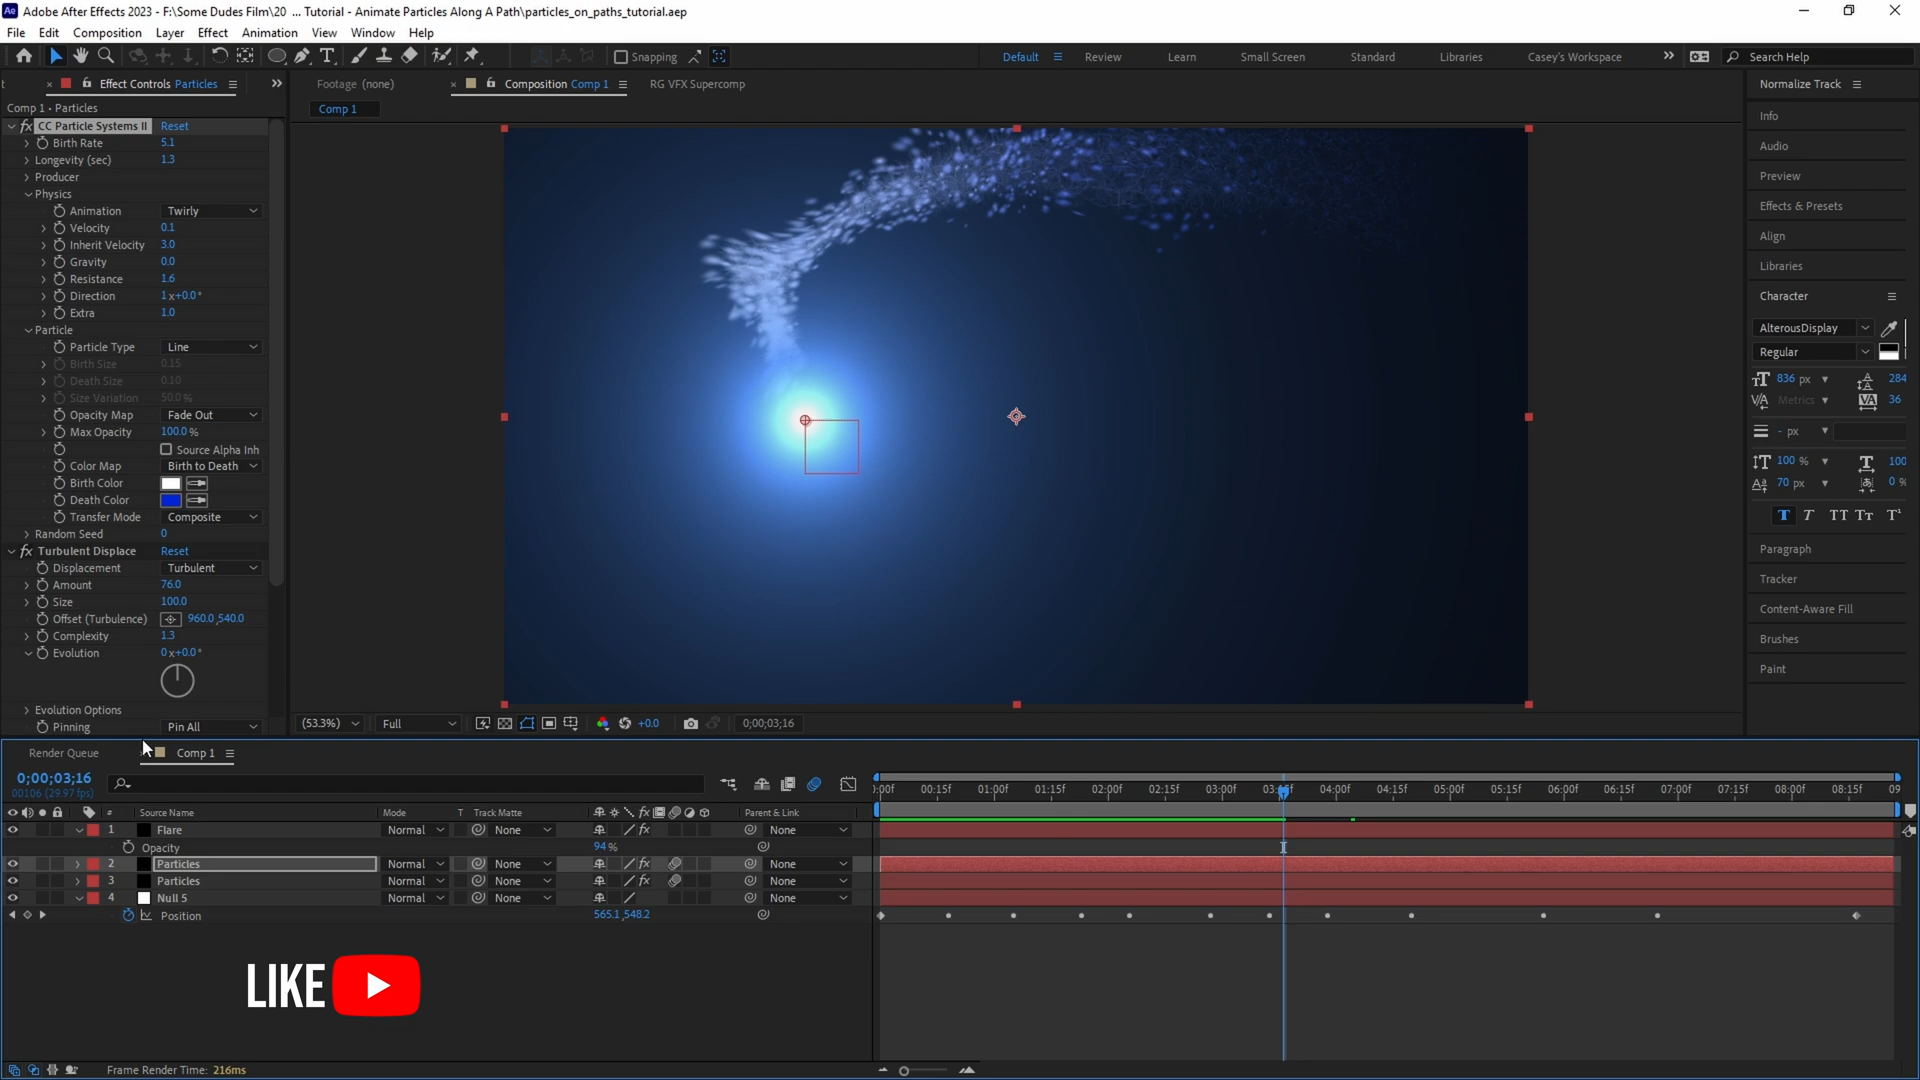 Adobe After Effects 2023 - F:\Some Dudes Film\20 ... Tutorial - Animate Particles Along A Path\particles_on_paths_tutorial.aep
File Edit Composition Layer Effect Animation View Window Help
Snapping Default Review Learn Small Screen Standard Libraries Casey's Workspace Search Help
Effect Controls Particles
Footage (none) Composition Comp 1 RG VFX Supercomp
Comp 1 • Particles
Comp 1
fx CC Particle Systems II Reset
Birth Rate 5.1
Longevity (sec) 1.3
Producer
Physics
Animation Twirly
Velocity 0.1
Inherit Velocity 3.0
Gravity 0.0
Resistance 1.6
Direction 1x+0.0°
Extra 1.0
Particle
Particle Type Line
Birth Size 0.15
Death Size 0.10
Size Variation 50.0 %
Opacity Map Fade Out
Max Opacity 100.0 %
Source Alpha Inh
Color Map Birth to Death
Birth Color
Death Color
Transfer Mode Composite
Random Seed 0
fx Turbulent Displace Reset
Displacement Turbulent
Amount 76.0
Size 100.0
Offset (Turbulence) 960.0,540.0
Complexity 1.3
Evolution 0x+0.0°
Evolution Options
Pinning Pin All
(53.3%) Full +0.0 0;00;03;16
Normalize Track
Info
Audio
Preview
Effects & Presets
Align
Libraries
Character
AlterousDisplay
Regular
836 px 284
Metrics 36
- px
100 % 100
70 px 0 %
T T TT Tr T¹
Paragraph
Tracker
Content-Aware Fill
Brushes
Paint
Render Queue Comp 1
0;00;03;16
00106 (29.97 fps)
:00f 00:15f 01:00f 01:15f 02:00f 02:15f 03:00f 04:00f 04:15f 05:00f 05:15f 06:00f 06:15f 07:00f 07:15f 08:00f 08:15f 09
# Source Name Mode T Track Matte Parent & Link
1 Flare Normal None None
Opacity 94 %
2 Particles Normal None None
3 Particles Normal None None
4 Null 5 Normal None None
Position 565.1,548.2
LIKE
Frame Render Time: 216ms